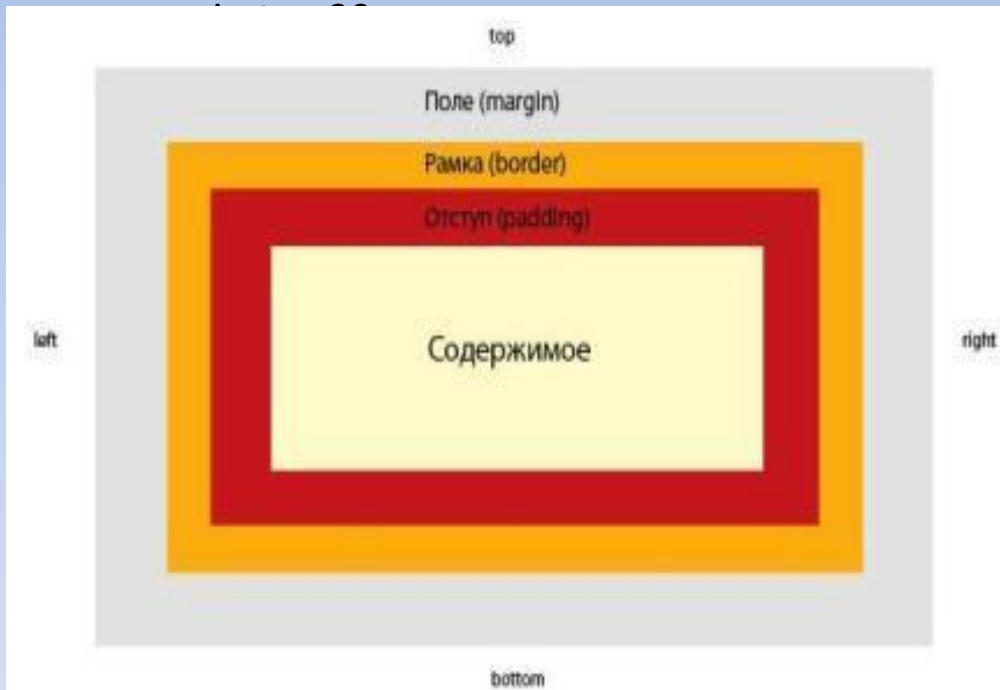 top
Поле (margin)
Рамка (border)
Отступ (padding)
left
Содержимое
right
bottom